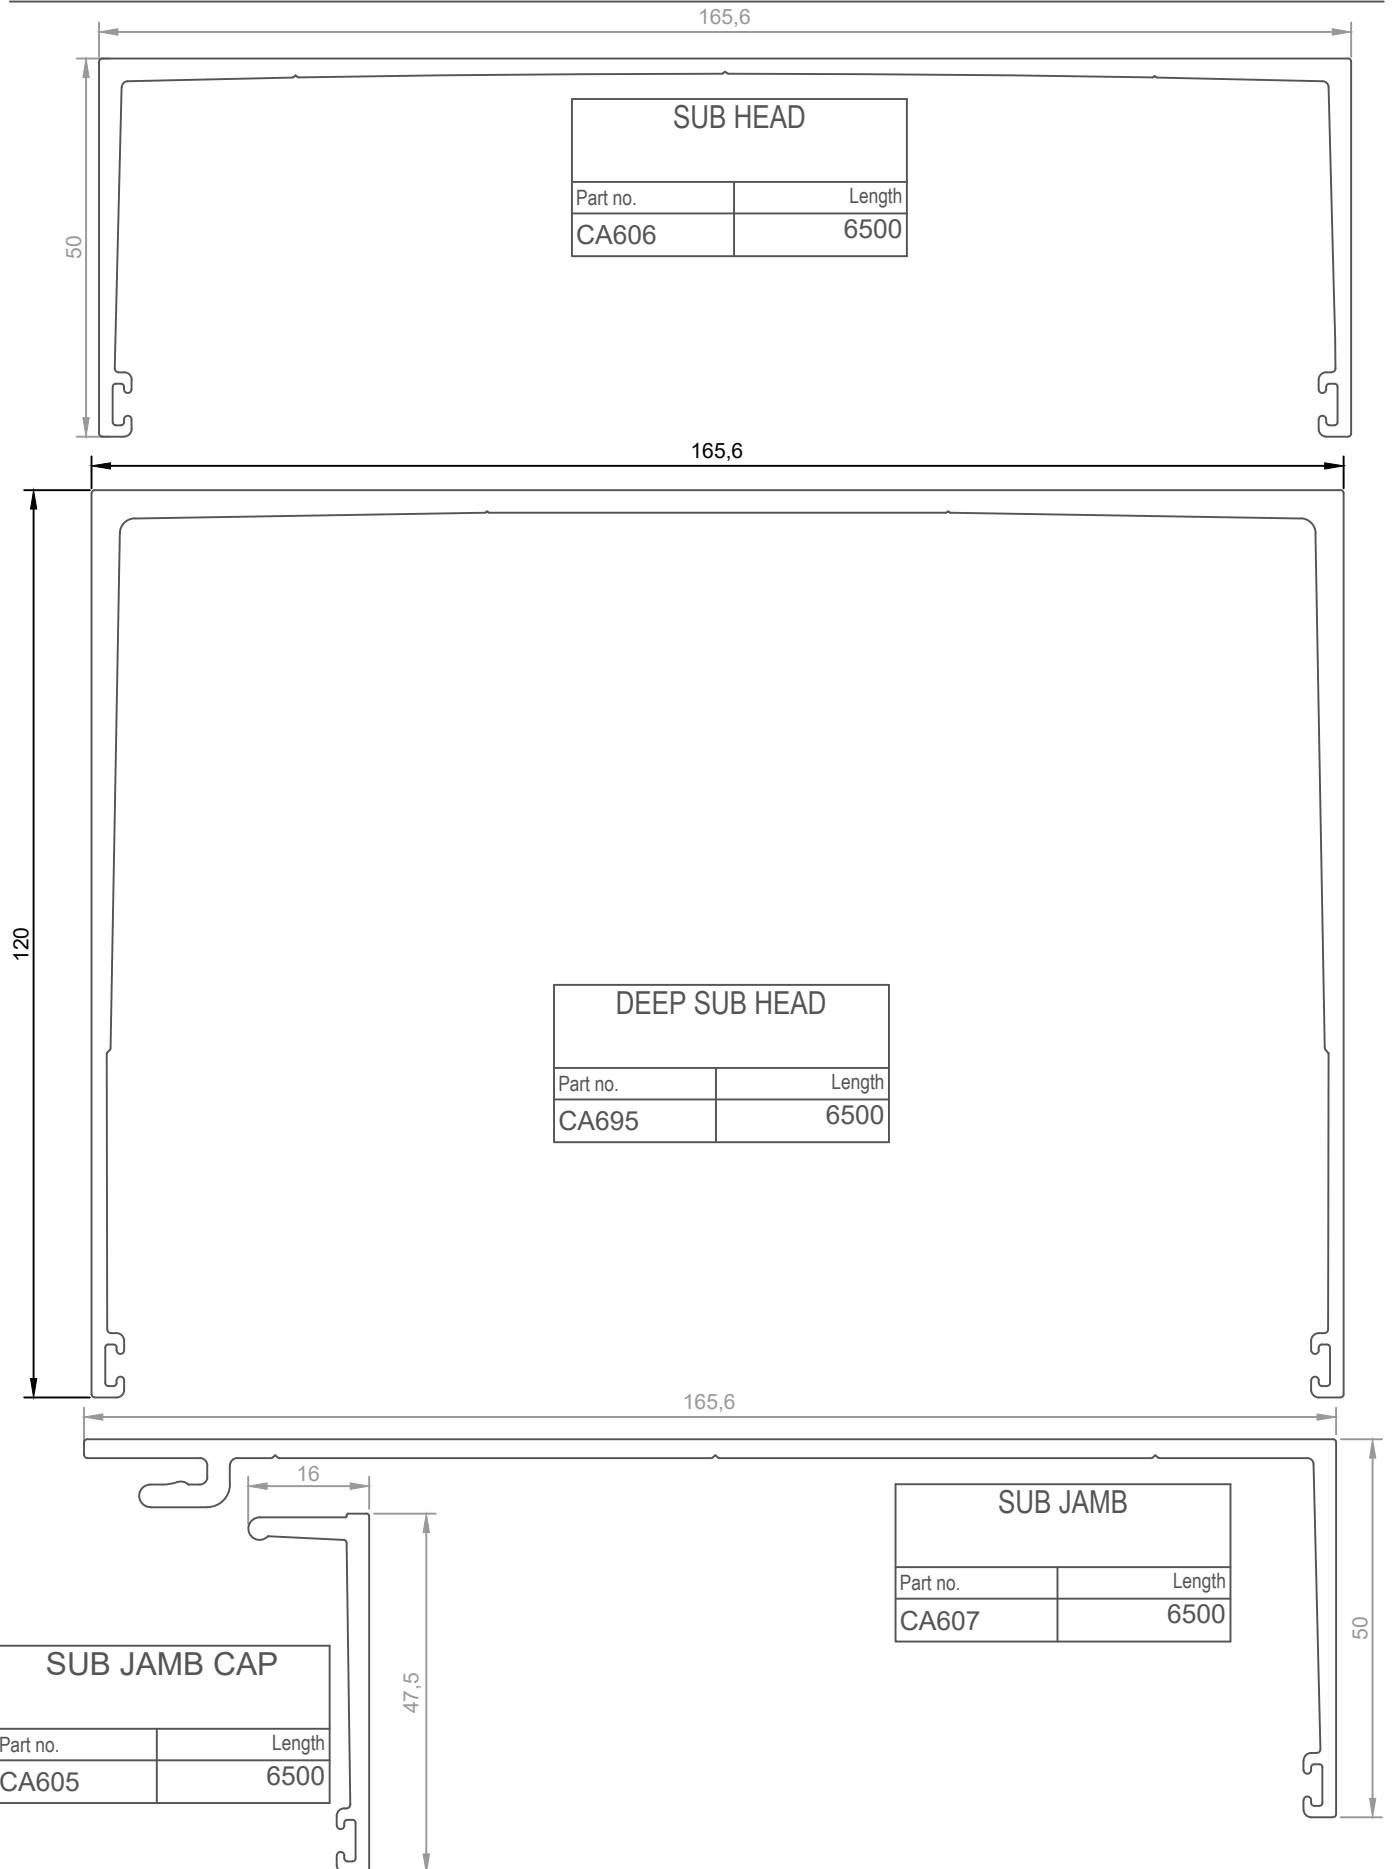 165,6
SUB HEAD
Part no. Length
CA606 6500
50
165,6
120
DEEP SUB HEAD
Part no. Length
CA695 6500
165,6
16
SUB JAMB
Part no. Length
CA607 6500
50
SUB JAMB CAP
Part no. Length
CA605 6500
47,5